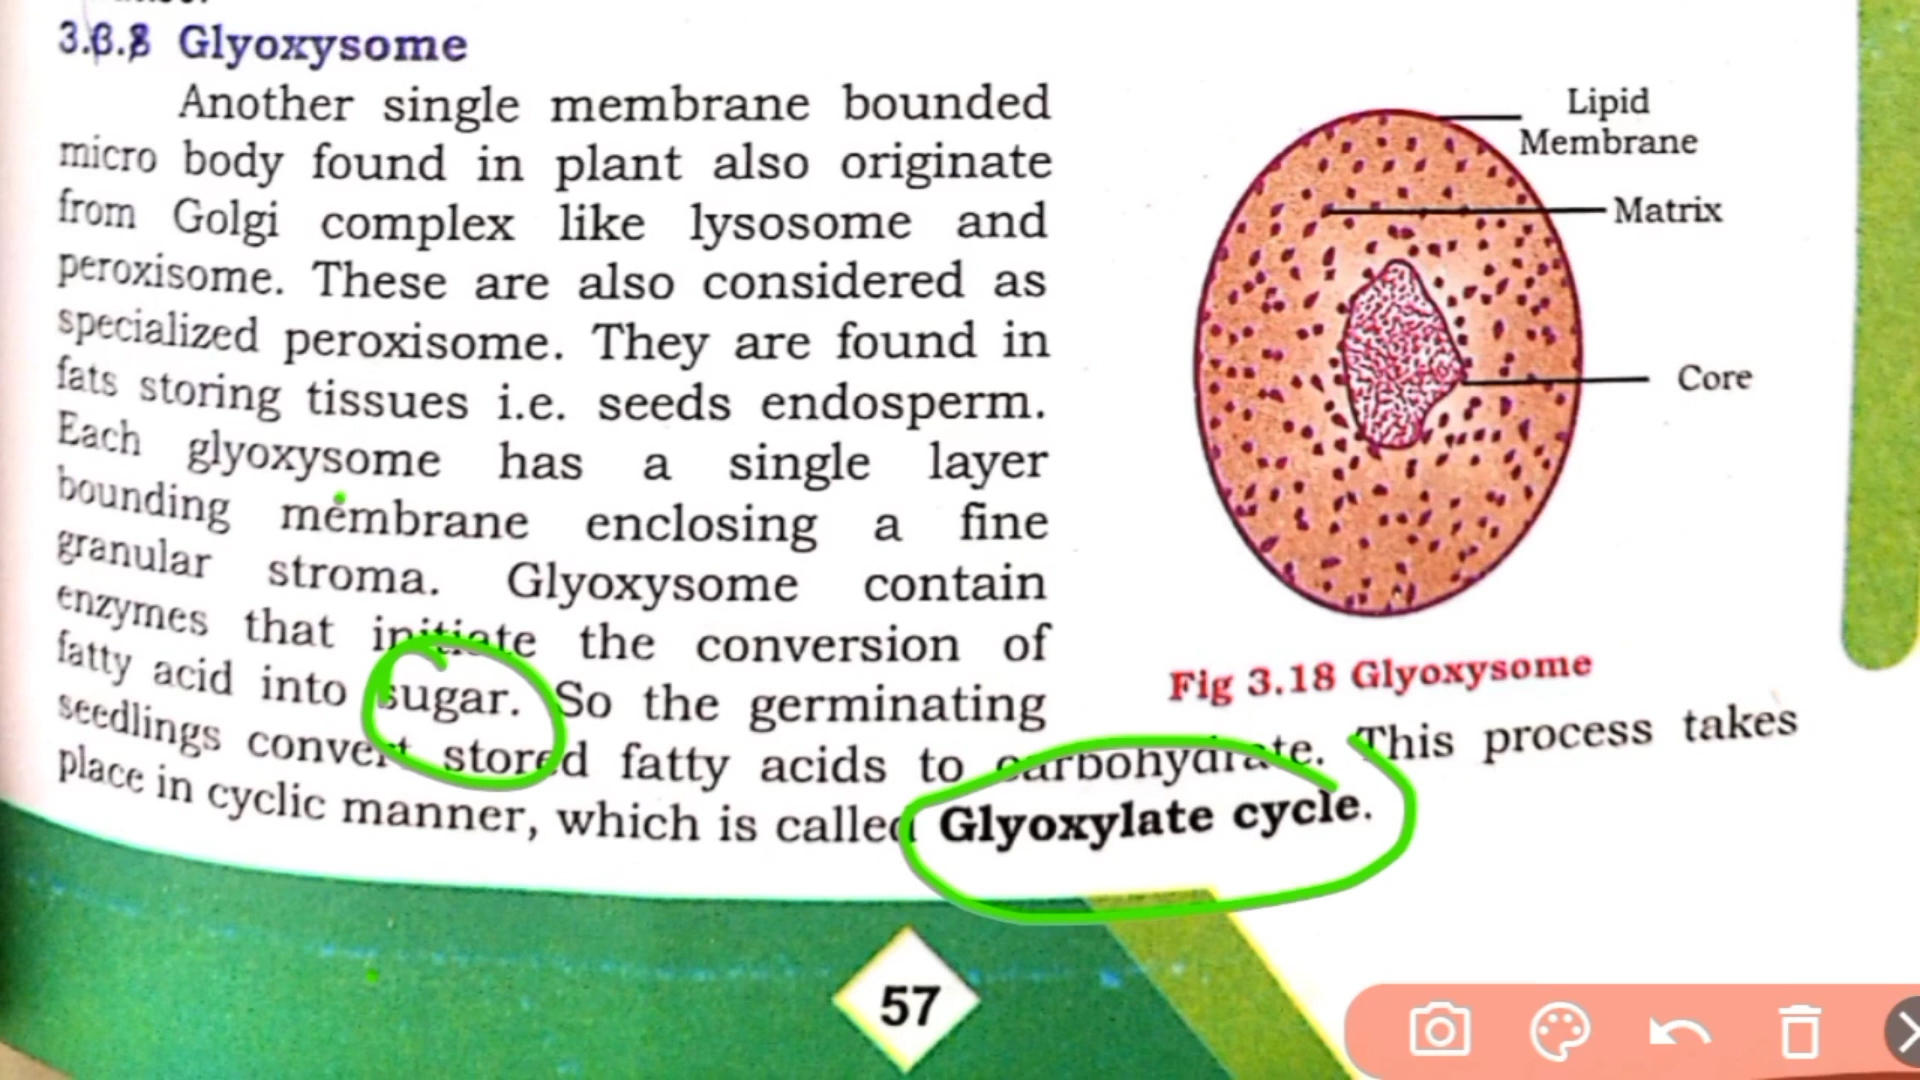 3.6.8 Glyoxysome
Another single membrane bounded
micro body found in plant also originate
from Golgi complex like lysosome and
peroxisome. These are also considered as
specialized peroxisome. They are found in
fats storing tissues i.e. seeds endosperm.
Each glyoxysome has a single layer
bounding membrane enclosing a fine
granular stroma. Glyoxysome contain
enzymes that initiate the conversion of
fatty acid into sugar. So the germinating
seedlings convert stored fatty acids to carbohydrate. This process takes
place in cyclic manner, which is called Glyoxylate cycle.
Lipid
Membrane
Matrix
Core
Fig 3.18 Glyoxysome
57